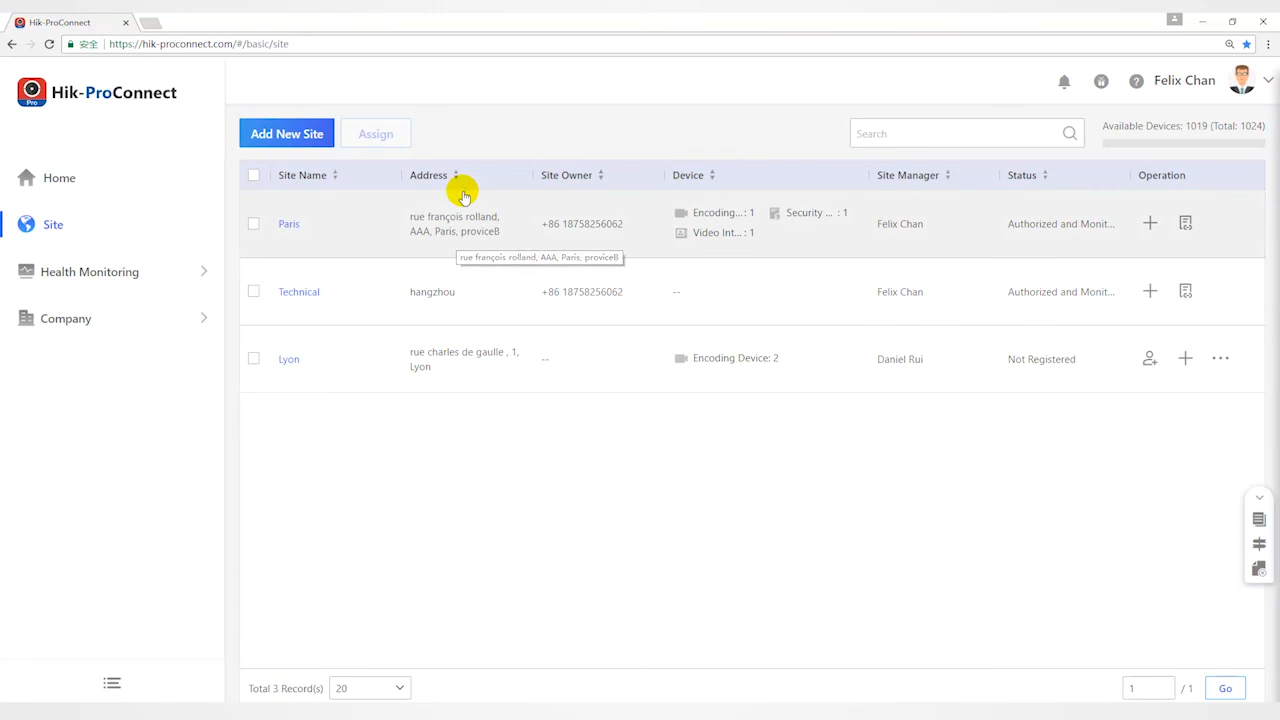 Hik-ProConnect
安全 https://hik-proconnect.com/#/basic/site
Pro
Hik-ProConnect
Felix Chan
Home
Site
Health Monitoring
Company
Add New Site
Assign
Search
Available Devices: 1019 (Total: 1024)
Site Name Address Site Owner Device Site Manager Status Operation
Paris
rue françois rolland,
AAA, Paris, proviceB
+86 18758256062
Encoding...: 1 Security ... : 1
Video Int...: 1
Felix Chan
Authorized and Monit...
rue françois rolland, AAA, Paris, proviceB
Technical hangzhou +86 18758256062 -- Felix Chan Authorized and Monit...
Lyon
rue charles de gaulle , 1,
Lyon
--
Encoding Device: 2
Daniel Rui
Not Registered
Total 3 Record(s) 20
1 / 1 Go